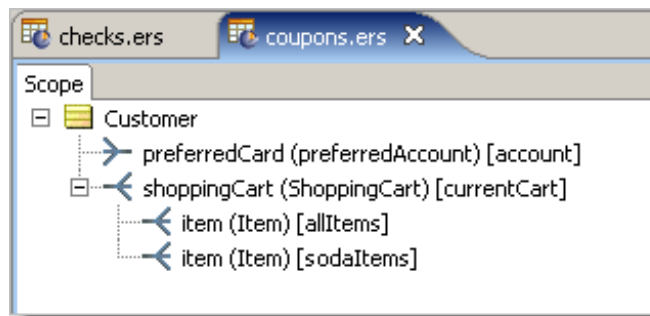 checks.ers coupons.ers
Scope
Customer
preferredCard (preferredAccount) [account]
shoppingCart (ShoppingCart) [currentCart]
item (Item) [allItems]
item (Item) [sodaItems]